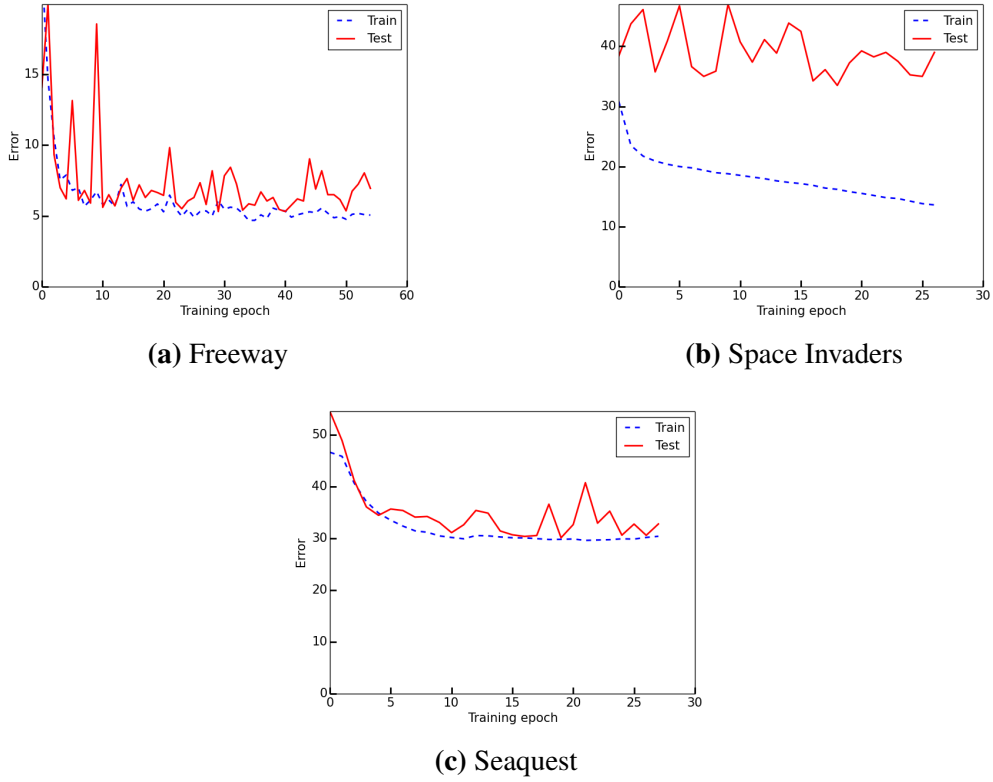 Train
Test
15
10
5
0
Error
0 10 20 30 40 50 60
Training epoch
(a) Freeway
Train
Test
40
30
20
10
0
Error
0 5 10 15 20 25 30
Training epoch
(b) Space Invaders
Train
Test
50
40
30
20
10
0
Error
0 5 10 15 20 25 30
Training epoch
(c) Seaquest